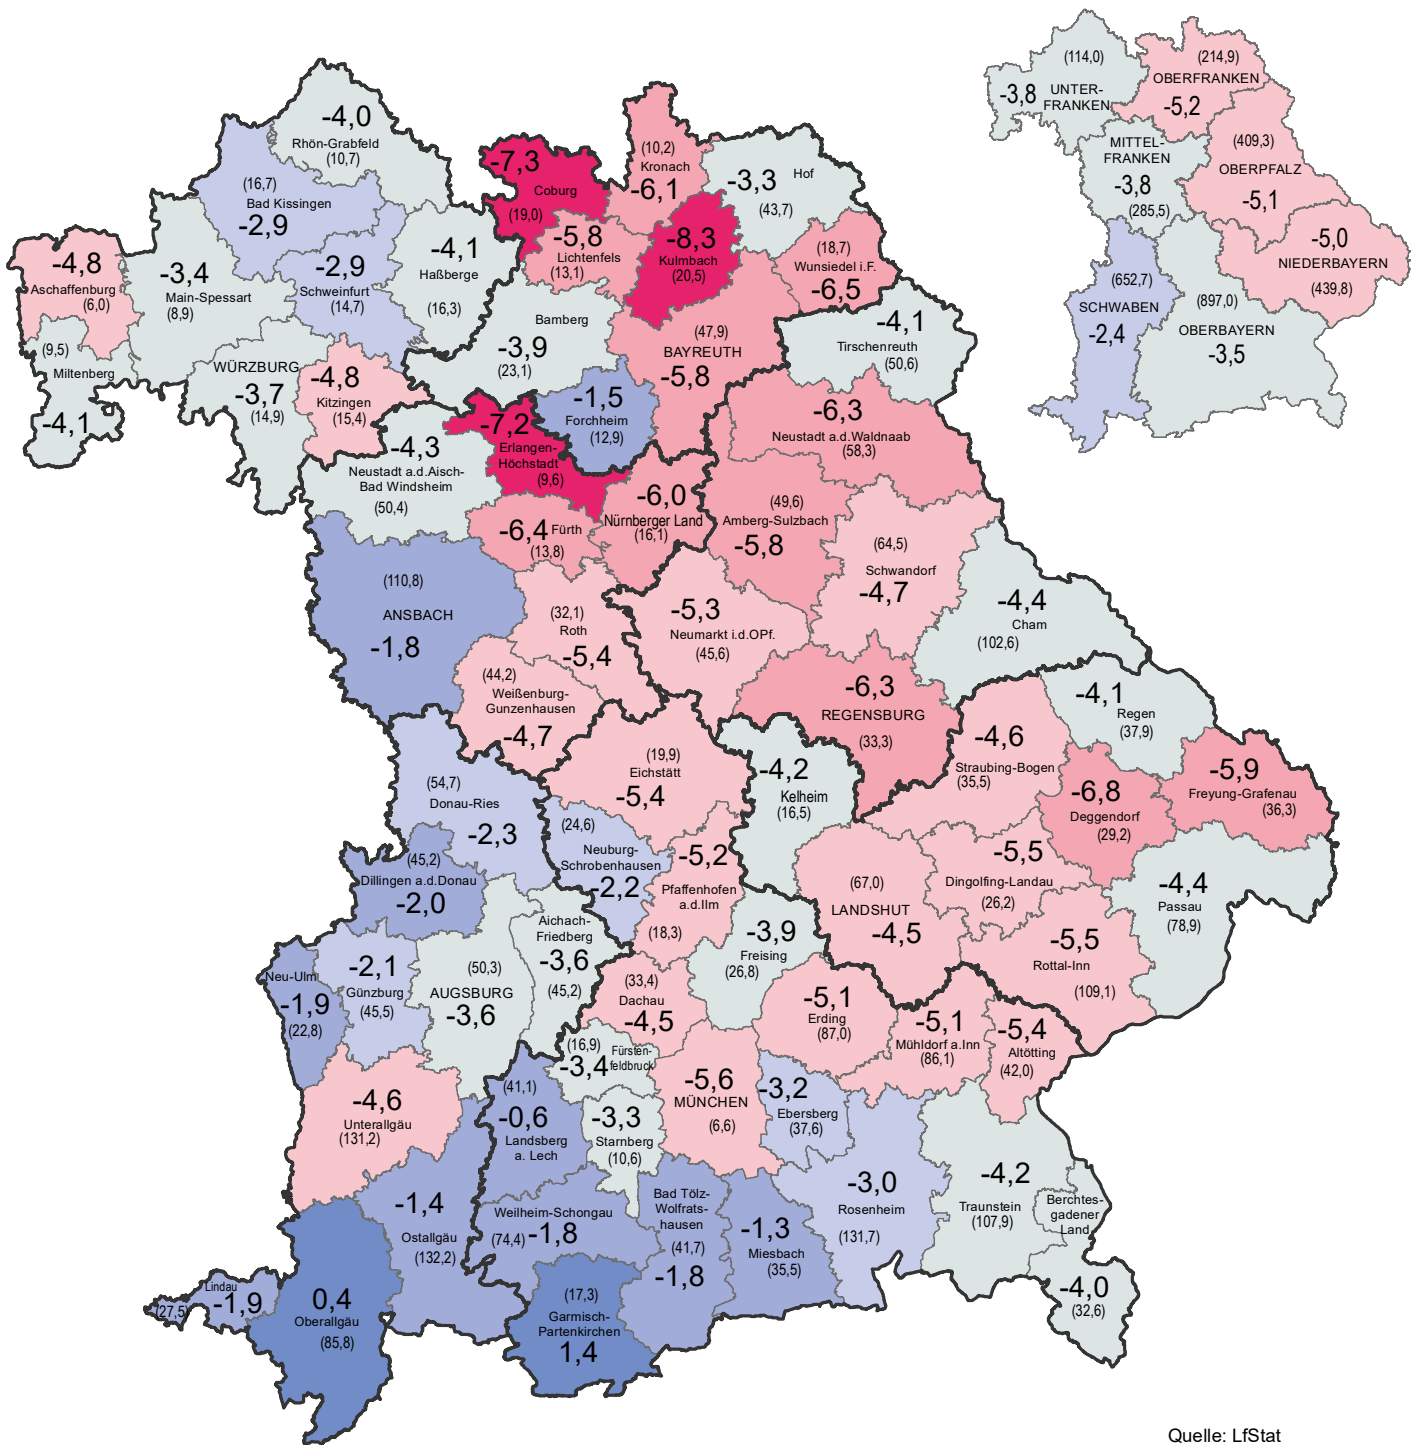 -4,0
Rhön-Grabfeld
(10,7)
(16,7)
Bad Kissingen
-2,9
-7,3
Coburg
(19,0)
(10,2)
Kronach
-6,1
-3,3
Hof
(43,7)
-4,8
Aschaffenburg
(6,0)
-3,4
Main-Spessart
(8,9)
-2,9
Schweinfurt
(14,7)
-4,1
Haßberge
(16,3)
-5,8
Lichtenfels
(13,1)
-8,3
Kulmbach
(20,5)
(18,7)
Wunsiedel i.F.
-6,5
(9,5)
Miltenberg
-4,1
WÜRZBURG
-3,7
(14,9)
-4,8
Kitzingen
(15,4)
Bamberg
-3,9
(23,1)
(47,9)
BAYREUTH
-5,8
-4,1
Tirschenreuth
(50,6)
-4,3
Neustadt a.d.Aisch-
Bad Windsheim
(50,4)
-7,2
Erlangen-
Höchstadt
(9,6)
-1,5
Forchheim
(12,9)
-6,3
Neustadt a.d.Waldnaab
(58,3)
-6,4
Fürth
(13,8)
-6,0
Nürnberger Land
(16,1)
(49,6)
Amberg-Sulzbach
-5,8
(64,5)
Schwandorf
-4,7
(110,8)
ANSBACH
-1,8
(32,1)
Roth
-5,4
-5,3
Neumarkt i.d.OPf.
(45,6)
-4,4
Cham
(102,6)
(44,2)
Weißenburg-
Gunzenhausen
-4,7
-6,3
REGENSBURG
(33,3)
-4,1
Regen
(37,9)
(54,7)
Donau-Ries
-2,3
(19,9)
Eichstätt
-5,4
-4,2
Kelheim
(16,5)
-4,6
Straubing-Bogen
(35,5)
-6,8
Deggendorf
(29,2)
-5,9
Freyung-Grafenau
(36,3)
(45,2)
Dillingen a.d.Donau
-2,0
(24,6)
Neuburg-
Schrobenhausen
-2,2
-5,2
Pfaffenhofen
a.d.Ilm
(18,3)
(67,0)
LANDSHUT
-4,5
-5,5
Dingolfing-Landau
(26,2)
-4,4
Passau
(78,9)
Neu-Ulm
-1,9
(22,8)
-2,1
Günzburg
(45,5)
(50,3)
AUGSBURG
-3,6
Aichach-
Friedberg
-3,6
(45,2)
-3,9
Freising
(26,8)
-5,5
Rottal-Inn
(109,1)
(33,4)
Dachau
-4,5
-5,1
Erding
(87,0)
-5,1
Mühldorf a.Inn
(86,1)
-5,4
Altötting
(42,0)
-4,6
Unterallgäu
(131,2)
(41,1)
-0,6
Landsberg
a. Lech
(16,9)
Fürsten-
feldbruck
-3,4
-3,3
Starnberg
(10,6)
-5,6
MÜNCHEN
(6,6)
-3,2
Ebersberg
(37,6)
-1,4
Ostallgäu
(132,2)
Weilheim-Schongau
(74,4)
-1,8
Bad Tölz-
Wolfrats-
hausen
(41,7)
-1,8
-1,3
Miesbach
(35,5)
-3,0
Rosenheim
(131,7)
-4,2
Traunstein
(107,9)
Berchtes-
gadener
Land
-4,0
(32,6)
Lindau
-1,9
(27,5)
0,4
Oberallgäu
(85,8)
(17,3)
Garmisch-
Partenkirchen
1,4
(114,0)
-3,8
UNTER-
FRANKEN
(214,9)
OBERFRANKEN
-5,2
MITTEL-
FRANKEN
-3,8
(285,5)
(409,3)
OBERPFALZ
-5,1
-5,0
NIEDERBAYERN
(439,8)
(652,7)
SCHWABEN
-2,4
(897,0)
OBERBAYERN
-3,5
Quelle: LfStat